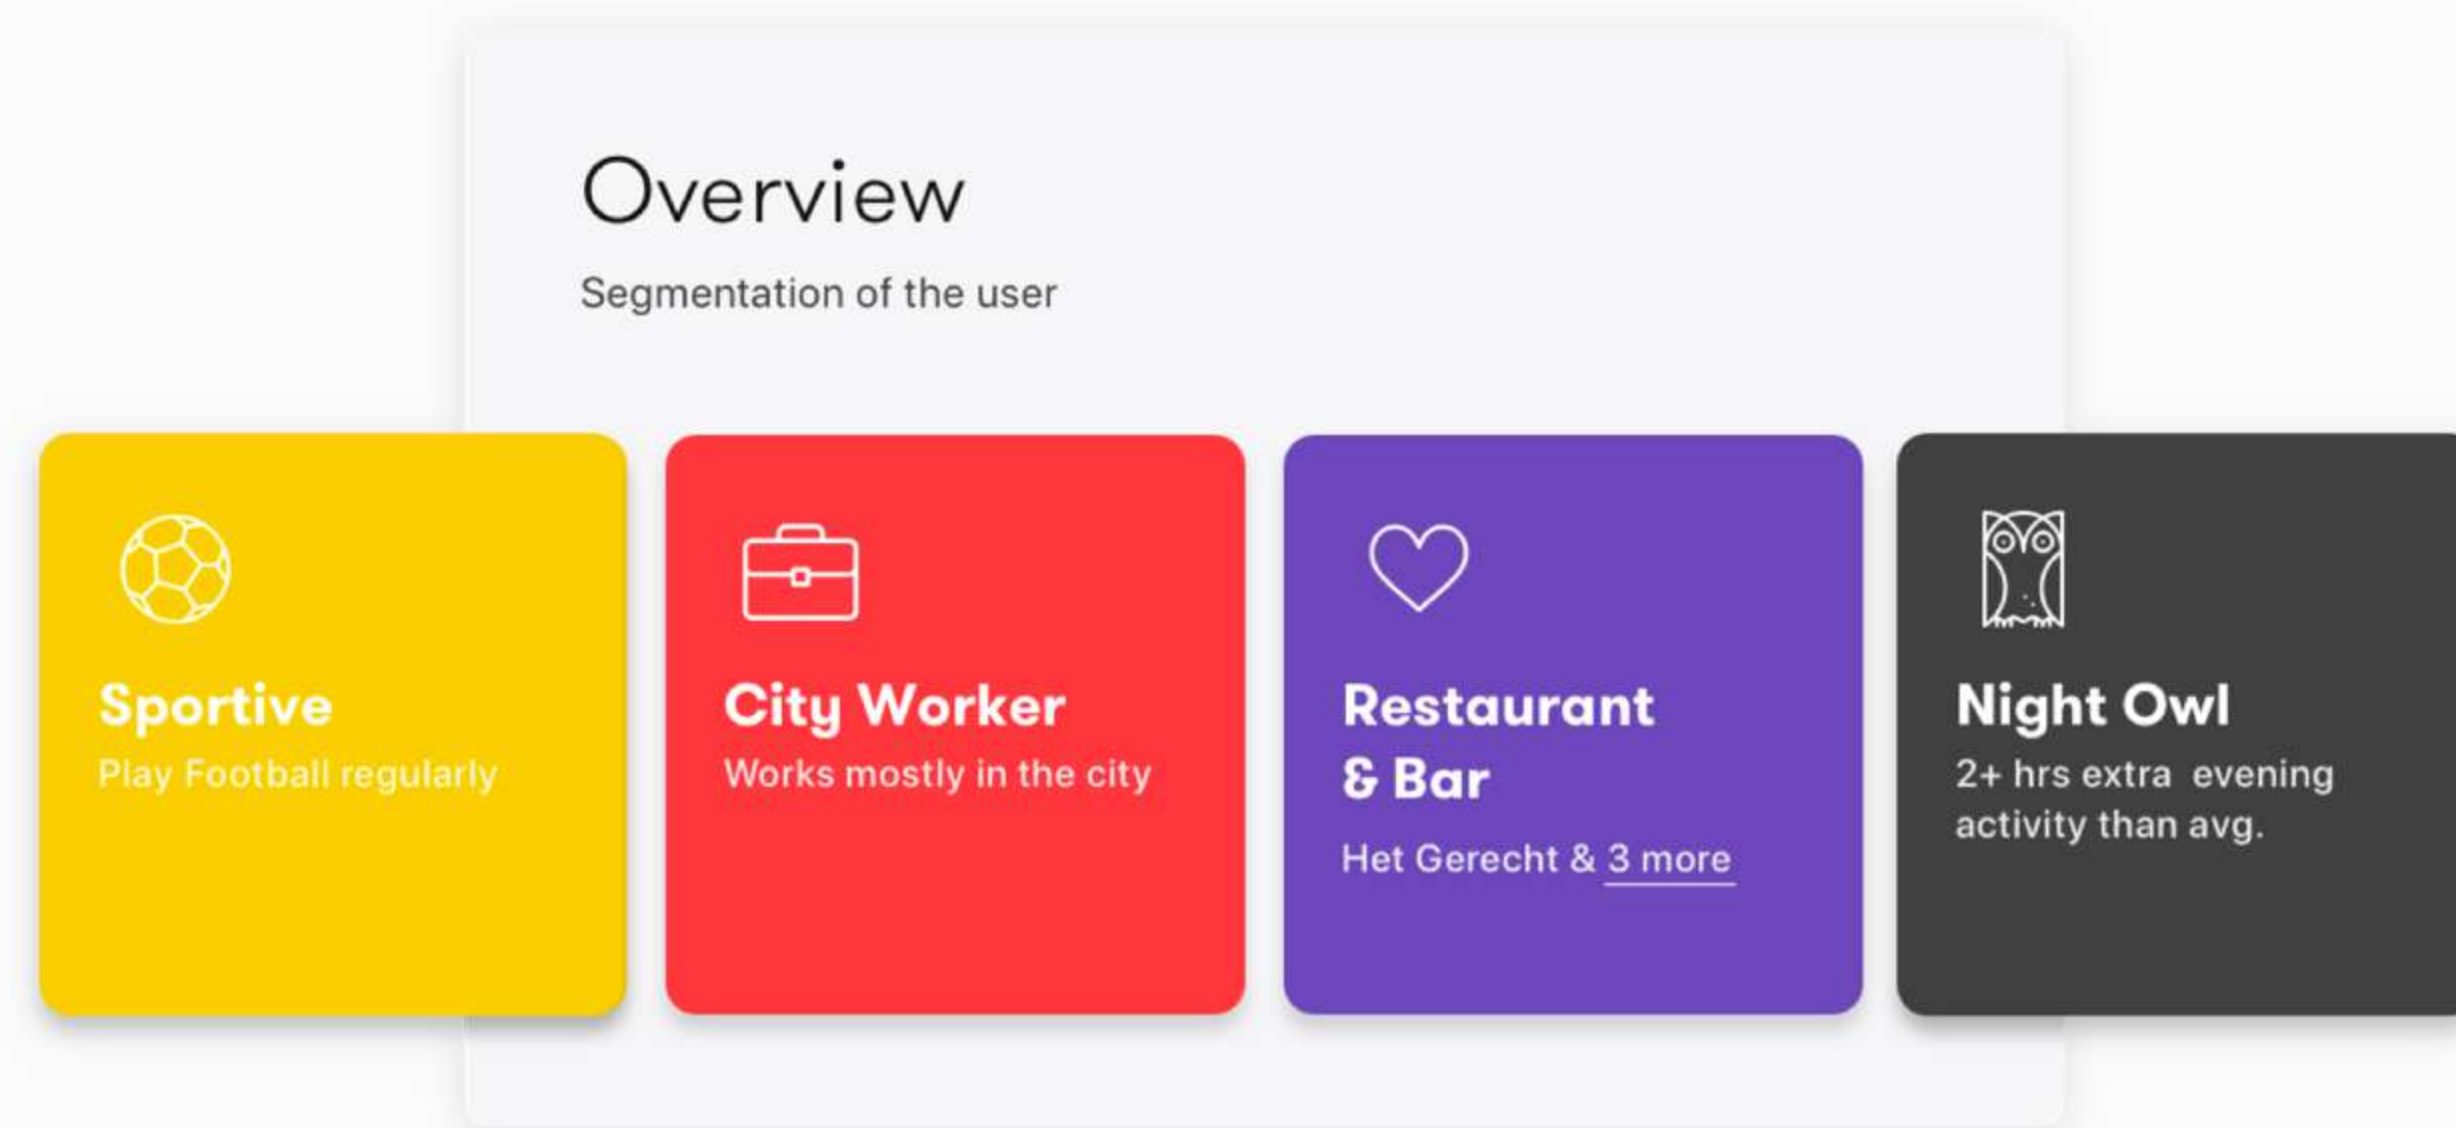 Overview
Segmentation of the user
Sportive
Play Football regularly
City Worker
Works mostly in the city
Restaurant
& Bar
Het Gerecht & 3 more
Night Owl
2+ hrs extra  evening
activity than avg.